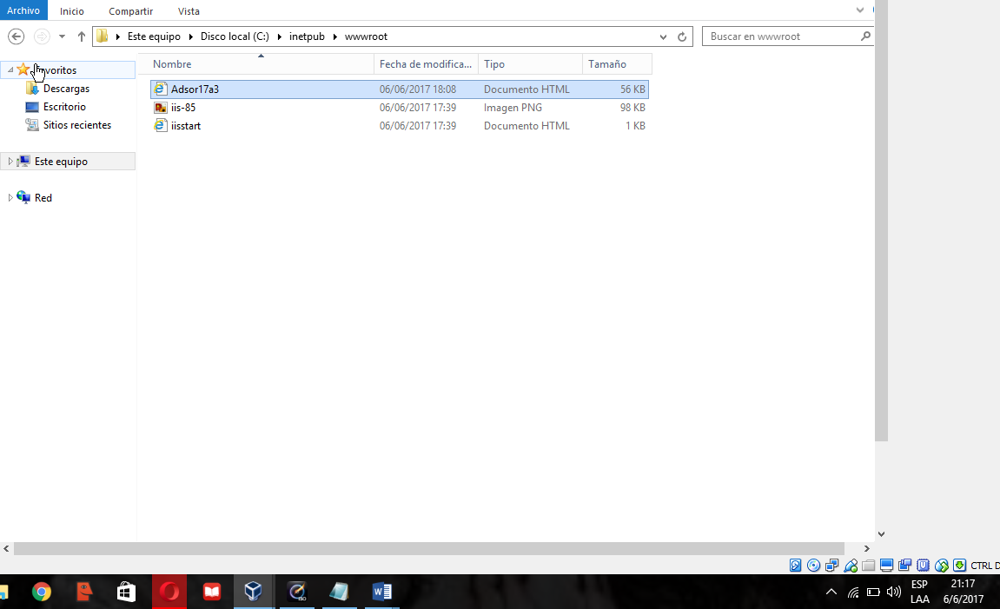 Archivo Inicio Compartir Vista
Este equipo Disco local (C:) inetpub wwwroot Buscar en wwwroot
Nombre Fecha de modifica... Tipo Tamaño
Favoritos
Descargas
Escritorio
Sitios recientes
Este equipo
Red
Adsor17a3 06/06/2017 18:08 Documento HTML 56 KB
iis-85 06/06/2017 17:39 Imagen PNG 98 KB
iisstart 06/06/2017 17:39 Documento HTML 1 KB
CTRL D
ESP 21:17
LAA 6/6/2017